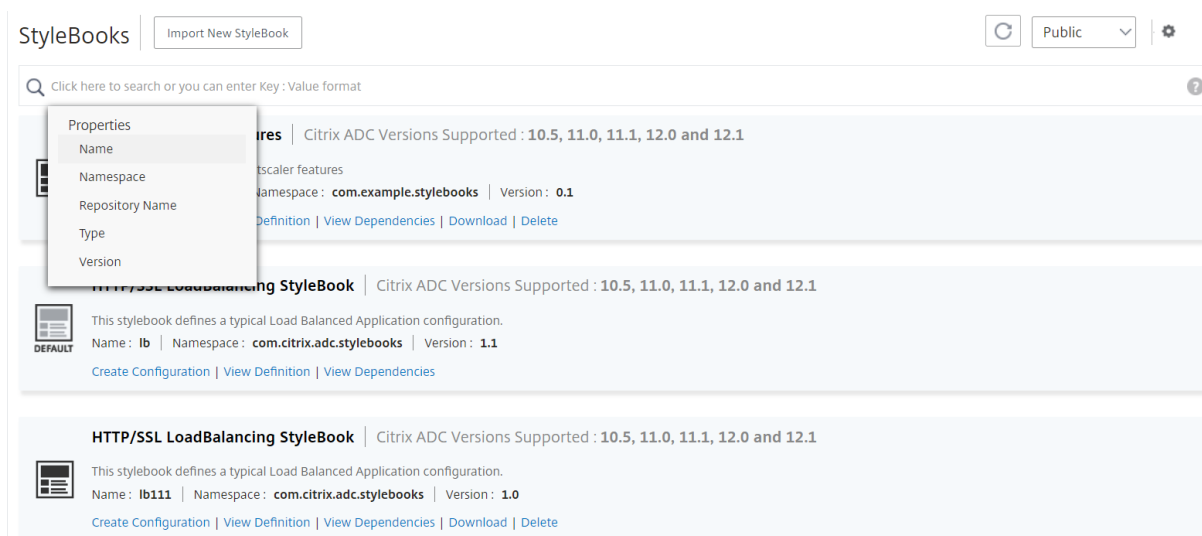 StyleBooks
Import New StyleBook
Public
Click here to search or you can enter Key : Value format
?
Properties
Name
Namespace
Repository Name
Type
Version
Citrix ADC Versions Supported : 10.5, 11.0, 11.1, 12.0 and 12.1
features
com.example.stylebooks | Version : 0.1
Definition | View Dependencies | Download | Delete
StyleBook | Citrix ADC Versions Supported : 10.5, 11.0, 11.1, 12.0 and 12.1
This stylebook defines a typical Load Balanced Application configuration.
DEFAULT
Name : lb | Namespace : com.citrix.adc.stylebooks | Version : 1.1
Create Configuration | View Definition | View Dependencies
HTTP/SSL LoadBalancing StyleBook | Citrix ADC Versions Supported : 10.5, 11.0, 11.1, 12.0 and 12.1
This stylebook defines a typical Load Balanced Application configuration.
Name : lb111 | Namespace : com.citrix.adc.stylebooks | Version : 1.0
Create Configuration | View Definition | View Dependencies | Download | Delete